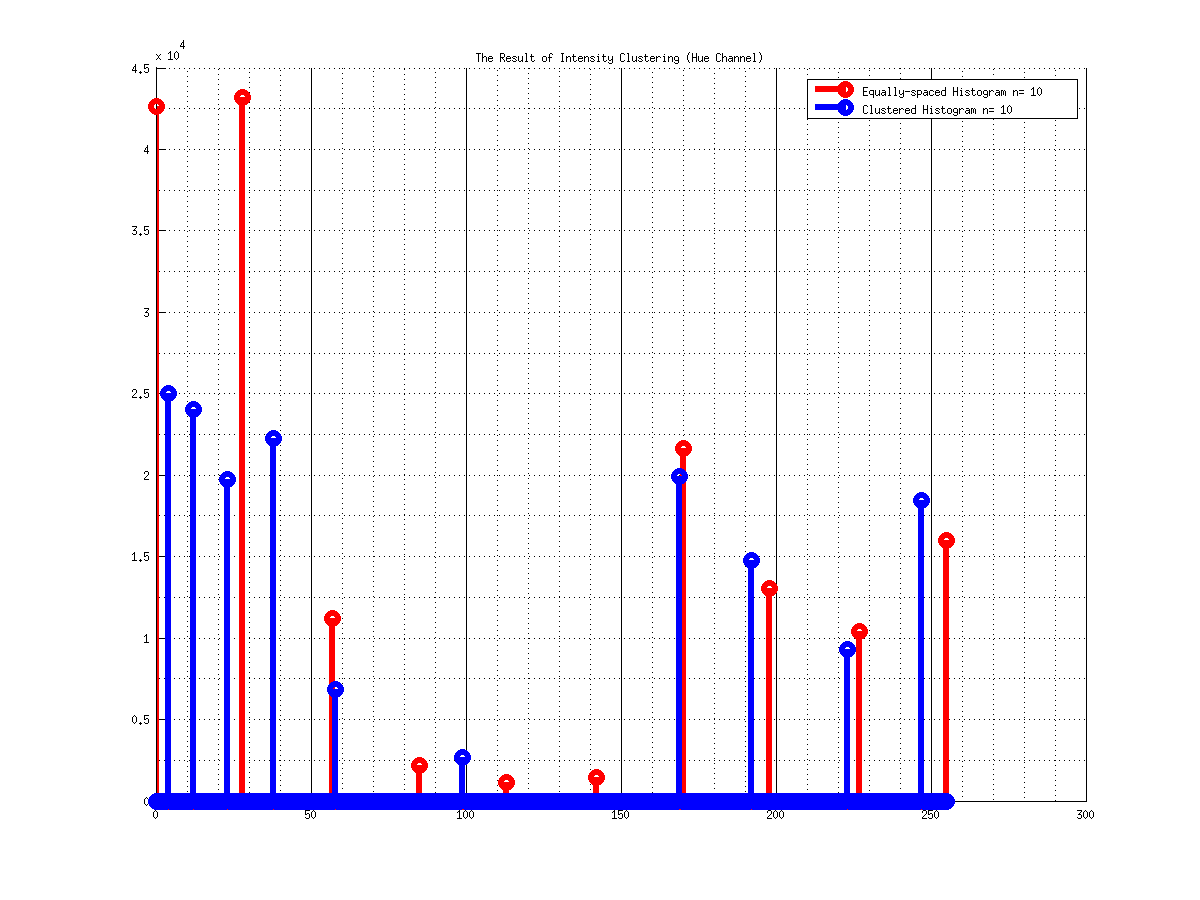 4
x 10
The Result of Intensity Clustering (Hue Channel)
4.5
Equally-spaced Histogram n= 10
Clustered Histogram n= 10
4
3.5
3
2.5
2
1.5
1
0.5
0
0 50 100 150 200 250 300